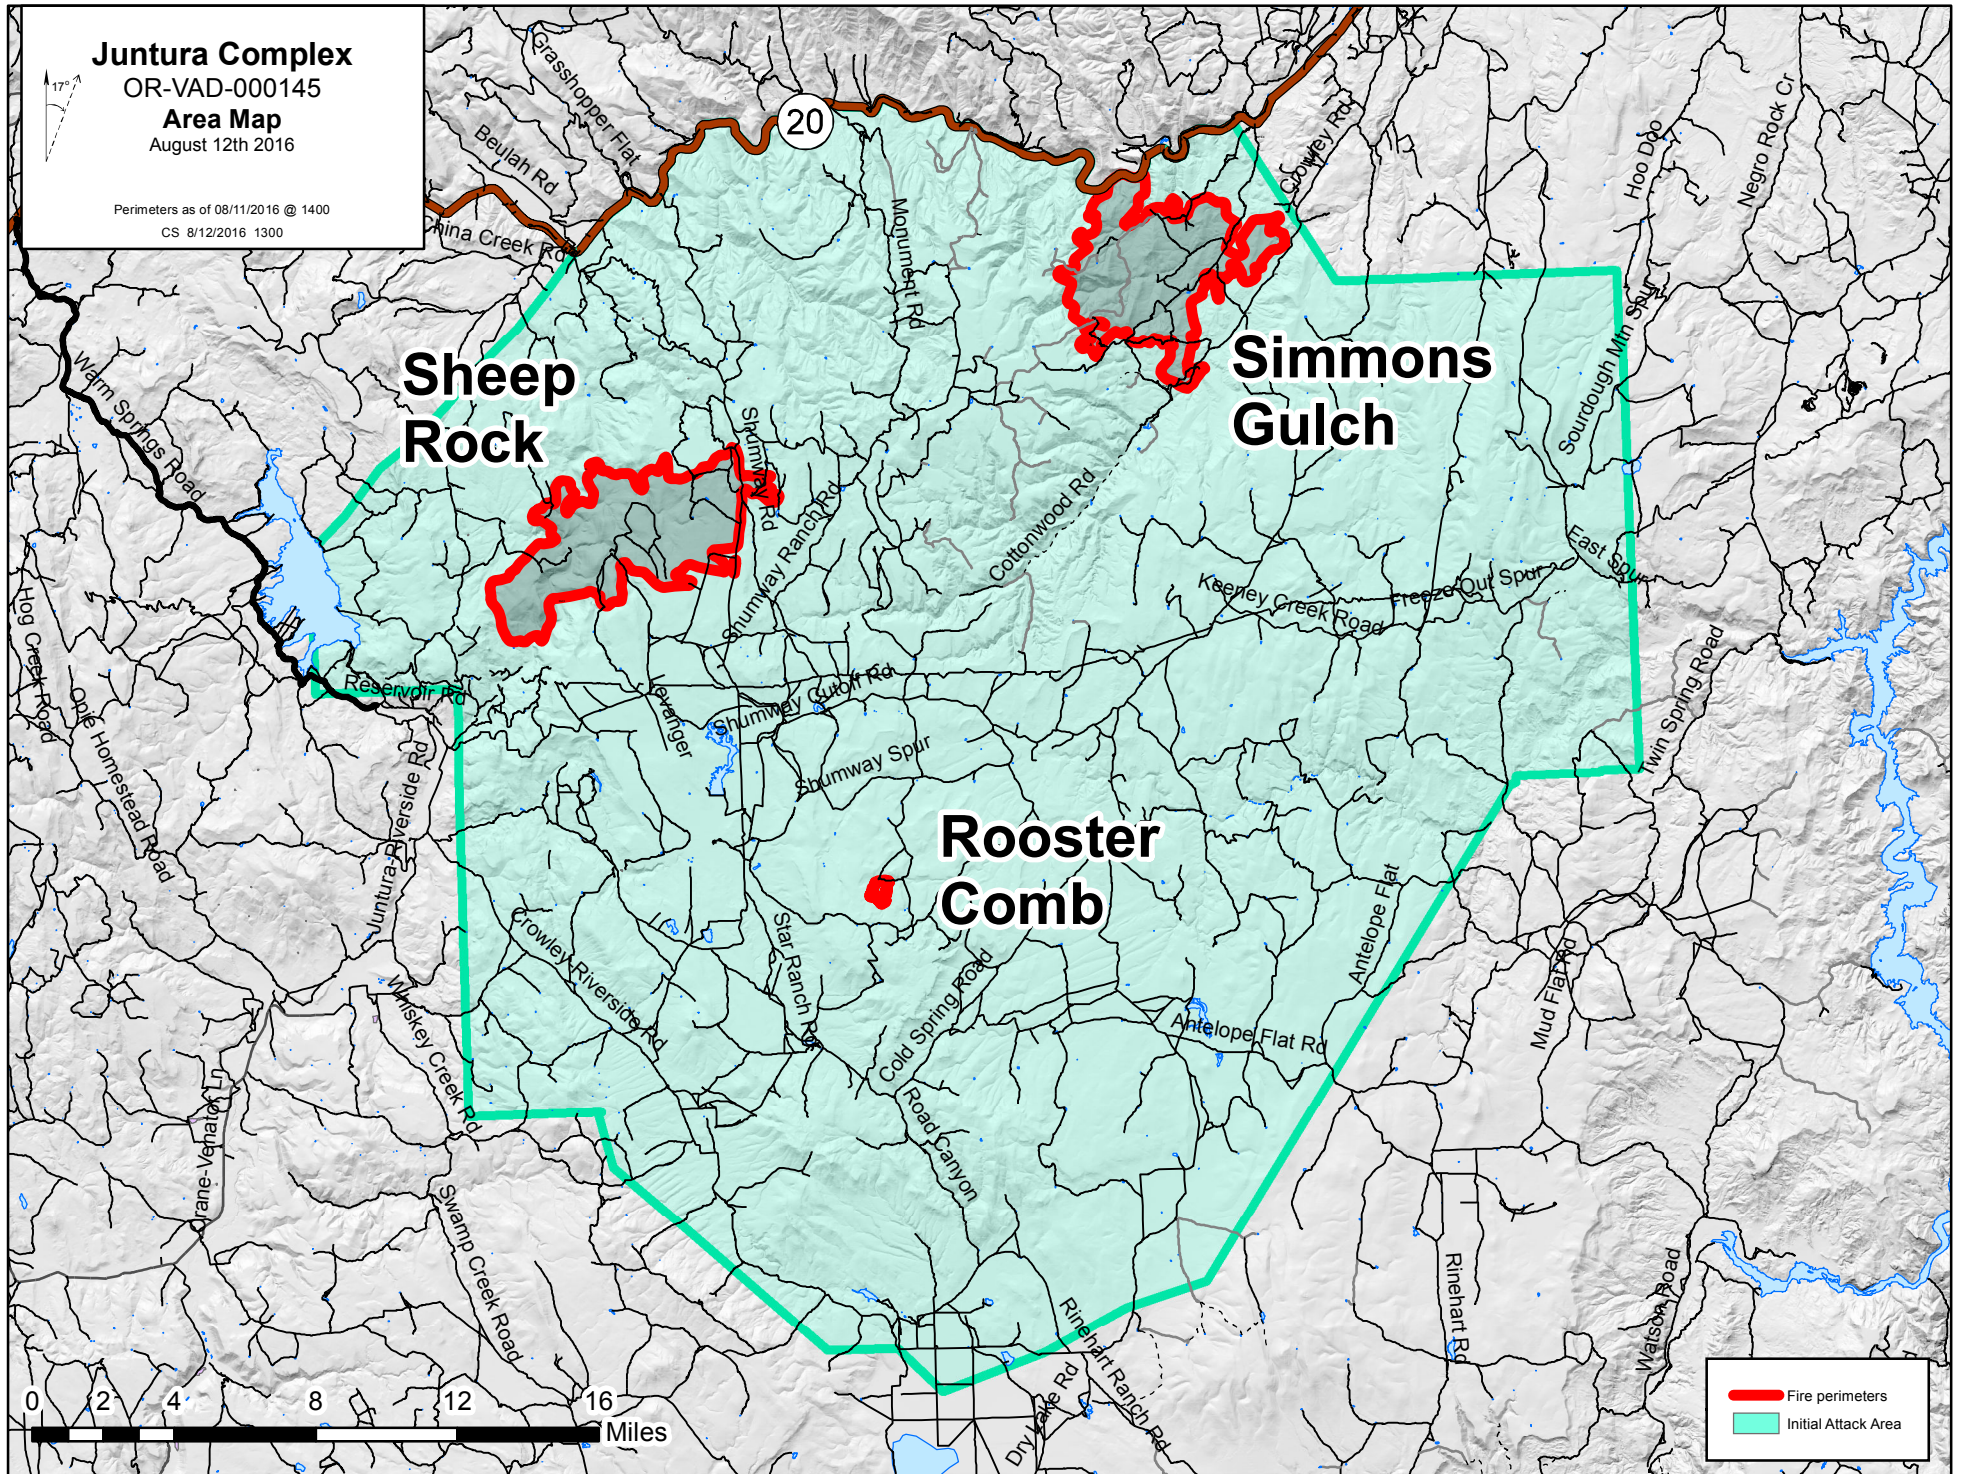 Juntura Complex
OR-VAD-000145
Area Map
August 12th 2016
17°
Perimeters as of 08/11/2016 @ 1400
CS 8/12/2016 1300
20
Grasshopper Flat
Beulah Rd
China Creek Rd
Monument Rd
Crowley Rd
Hoo Doo
Negro Rock Cr
Warm Springs Road
Sheep
Rock
Simmons
Gulch
Sourdough Mtn Spur
Shumway Rd
Shumway Ranch Rd
Cottonwood Rd
East Spur
Keeney Creek Road
Freeze-Out Spur
Hog Creek Road
Reservoir Rd
Opie Homestead Road
Juntura-Riverside Rd
Levanger
Shumway Cutoff Rd
Shumway Spur
Twin Spring Road
Rooster
Comb
Antelope Flat
Crowley-Riverside Rd
Star Ranch Rd
Cold Spring Road
Antelope Flat Rd
Mud Flat Rd
Whiskey Creek Rd
Crane-Venator Ln
Road Canyon
Swamp Creek Road
Rinehart Ranch Rd
Rinehart Rd
Watson Road
Dry Lake Rd
0 2 4 8 12 16
Miles
Fire perimeters
Initial Attack Area